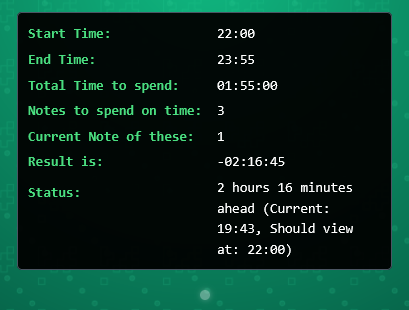 Start Time: 22:00
End Time: 23:55
Total Time to spend: 01:55:00
Notes to spend on time: 3
Current Note of these: 1
Result is: -02:16:45
Status: 2 hours 16 minutes
ahead (Current:
19:43, Should view
at: 22:00)